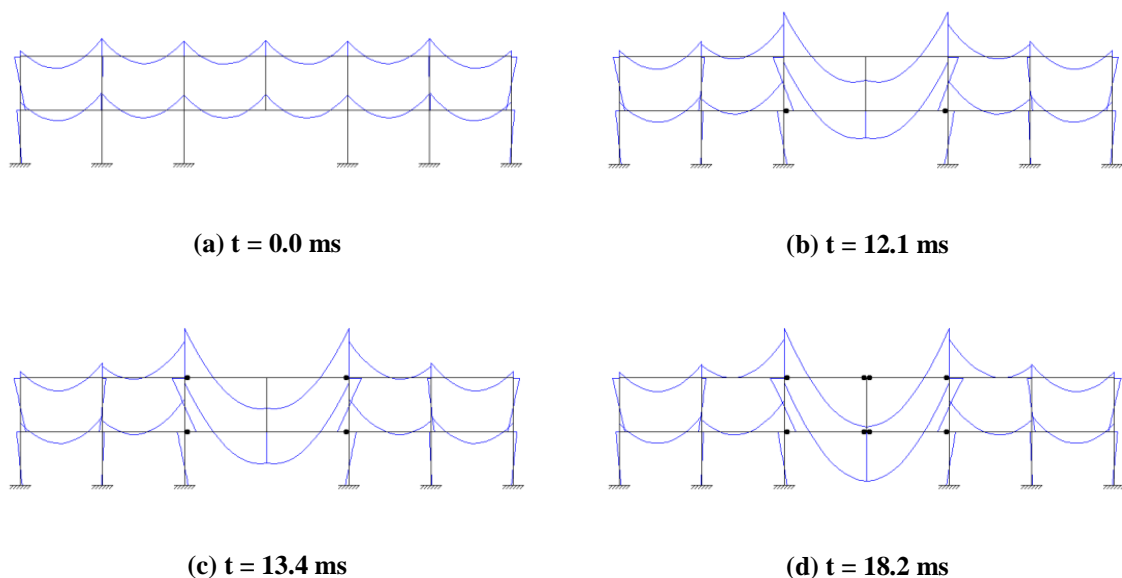 (a) t = 0.0 ms
(b) t = 12.1 ms
(c) t = 13.4 ms
(d) t = 18.2 ms